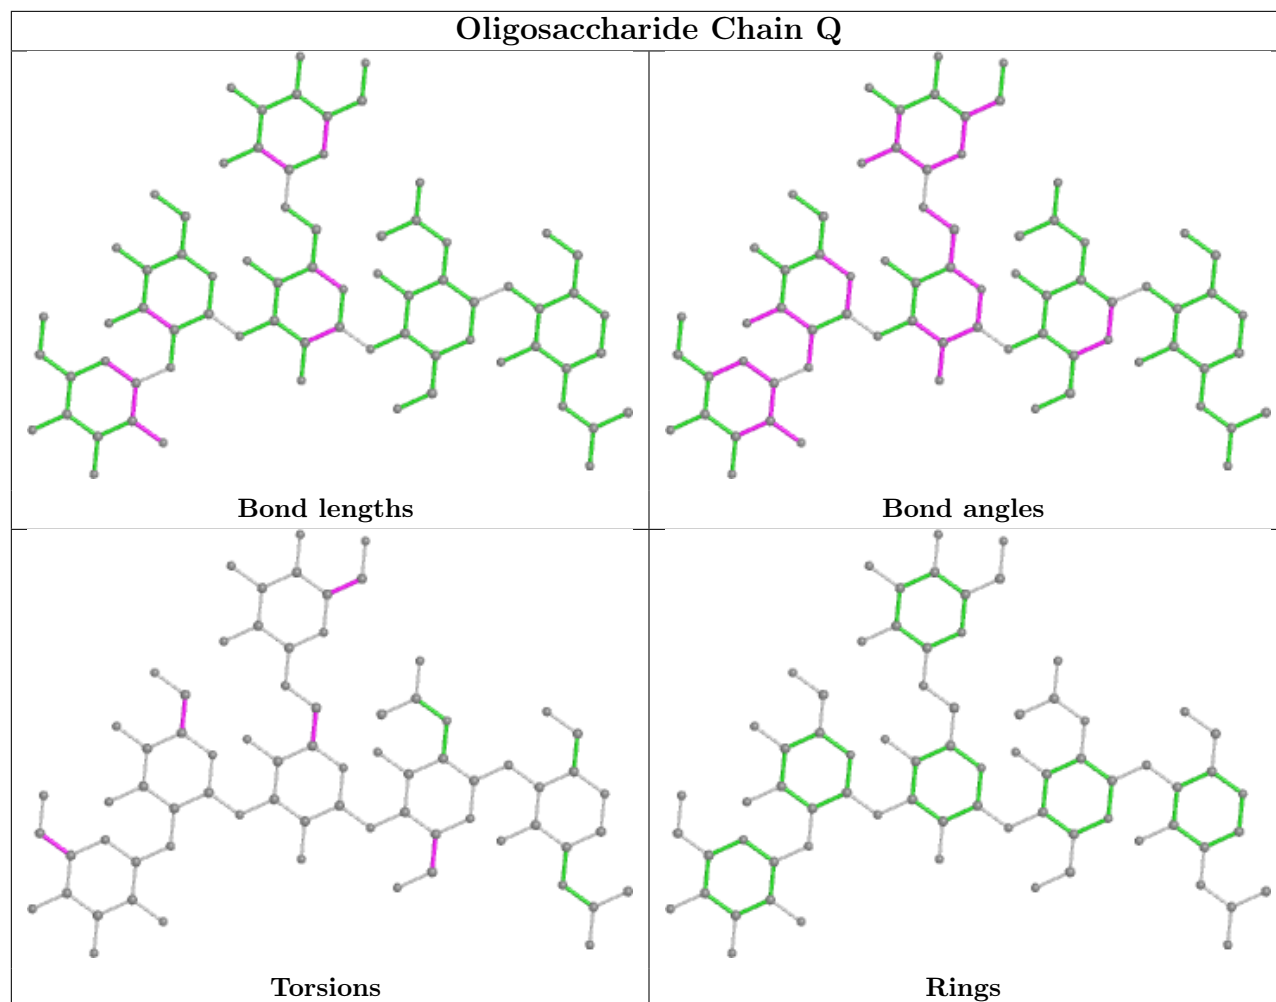 Oligosaccharide Chain Q
Bond lengths
Bond angles
Torsions
Rings